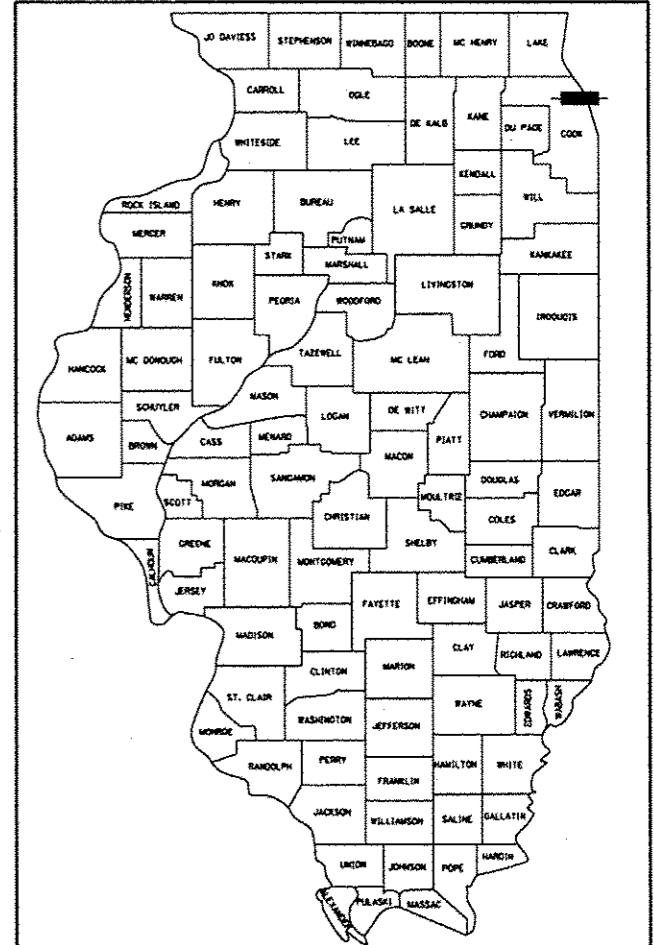 JO DAVIESS STEPHENSON WINNEBAGO BOONE MC HENRY LAKE
CARROLL OGLE DE KALB KANE DU PAGE COOK
WHITESIDE LEE
KENDALL
ROCK ISLAND HENRY BUREAU LA SALLE GRUNDY WILL
MERCER PUTNAM
STARK MARSHALL KANKAKEE
HENDERSON WARREN KNOX PEORIA WOODFORD LIVINGSTON IROQUOIS
HANCOCK MC DONOUGH FULTON TAZEWELL MC LEAN FORD
MASON
SCHUYLER LOGAN DE WITT CHAMPAIGN VERMILION
ADAMS BROWN CASS MENARD PIATT
MACON
MORGAN SANGAMON DOUGLAS
PIKE SCOTT CHRISTIAN MOULTRIE EDGAR
COLES
GREENE MACOUPIN MONTGOMERY SHELBY CUMBERLAND CLARK
CALHOUN JERSEY
FAYETTE EFFINGHAM JASPER CRAWFORD
MADISON BOND
CLAY RICHLAND LAWRENCE
CLINTON MARION
ST. CLAIR WAYNE EDWARDS WABASH
MONROE WASHINGTON JEFFERSON
RANDOLPH PERRY HAMILTON WHITE
FRANKLIN
JACKSON WILLIAMSON SALINE GALLATIN
UNION JOHNSON POPE HARDIN
ALEXANDER PULASKI MASSAC